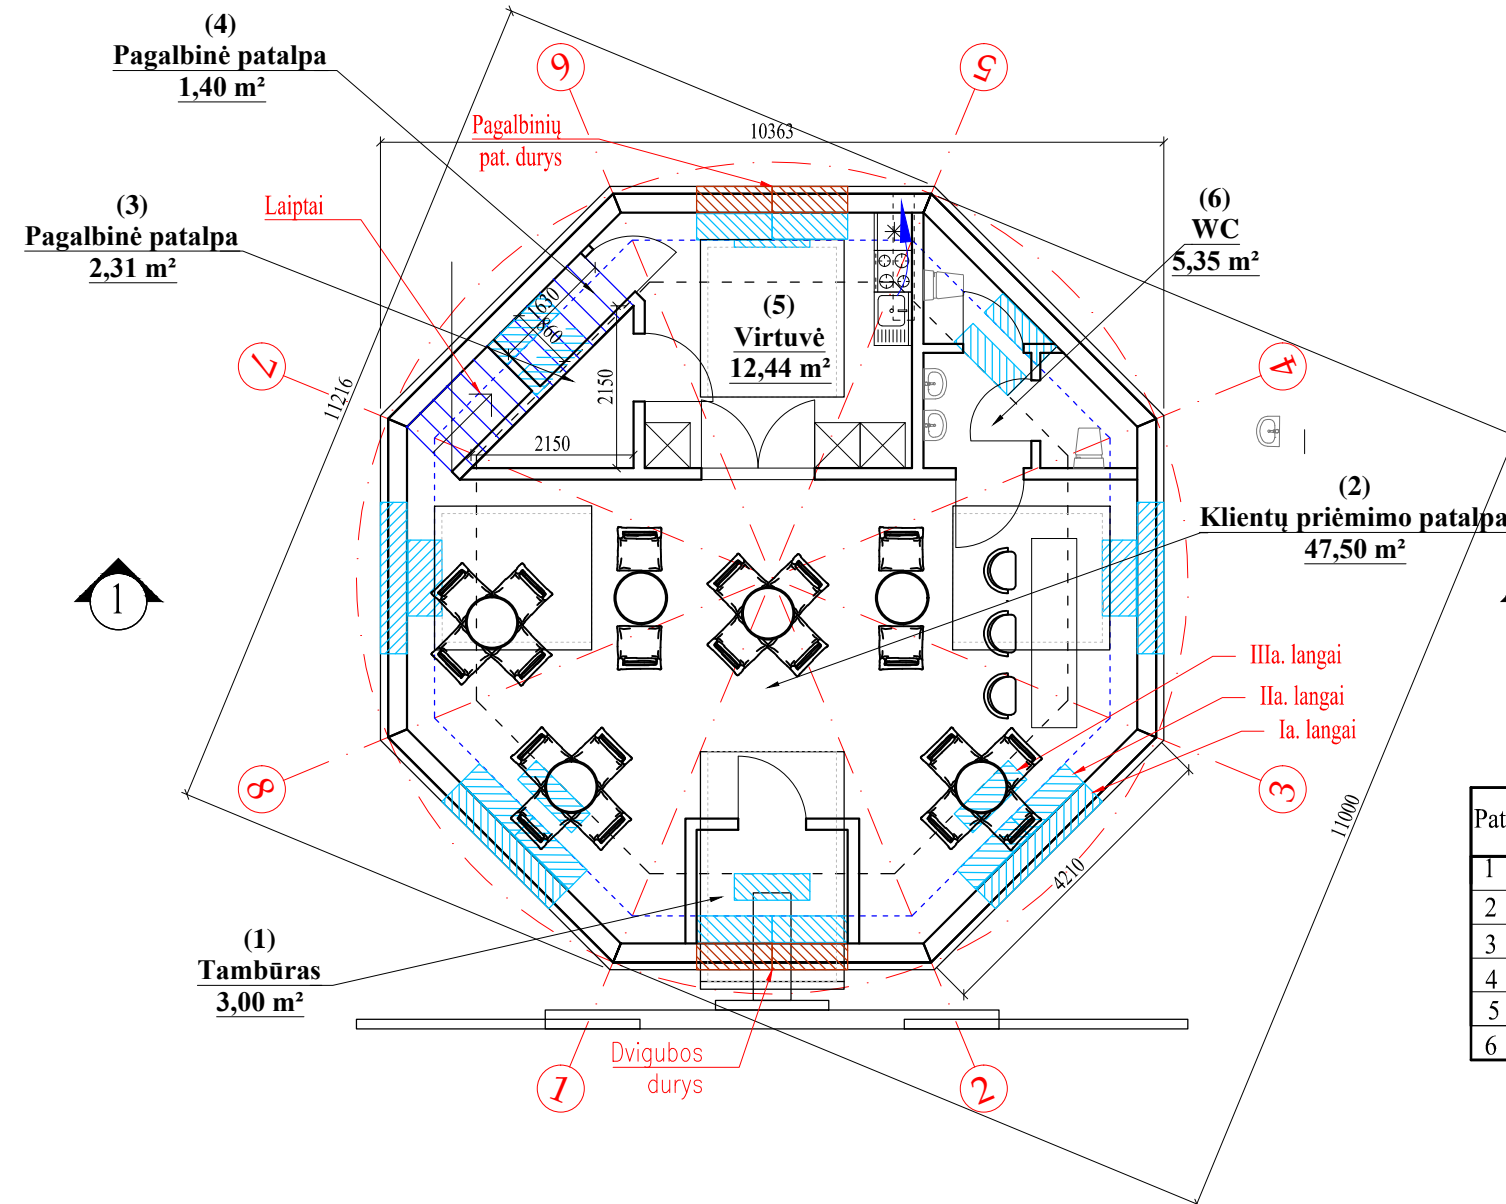 (4)
Pagalbinė patalpa
1,40 m²
6
5
Pagalbinių
pat. durys
10363
(3)
Pagalbinė patalpa
2,31 m²
Laiptai
(6)
WC
5,35 m²
1630
860
(5)
Virtuvė
12,44 m²
7
4
11216
2150
2150
(2)
Klientų priėmimo patalpa
47,50 m²
1
IIIa. langai
IIa. langai
Ia. langai
8
3
11000
4210
Pat
1
2
3
4
5
6
(1)
Tambūras
3,00 m²
Dvigubos
durys
1
2